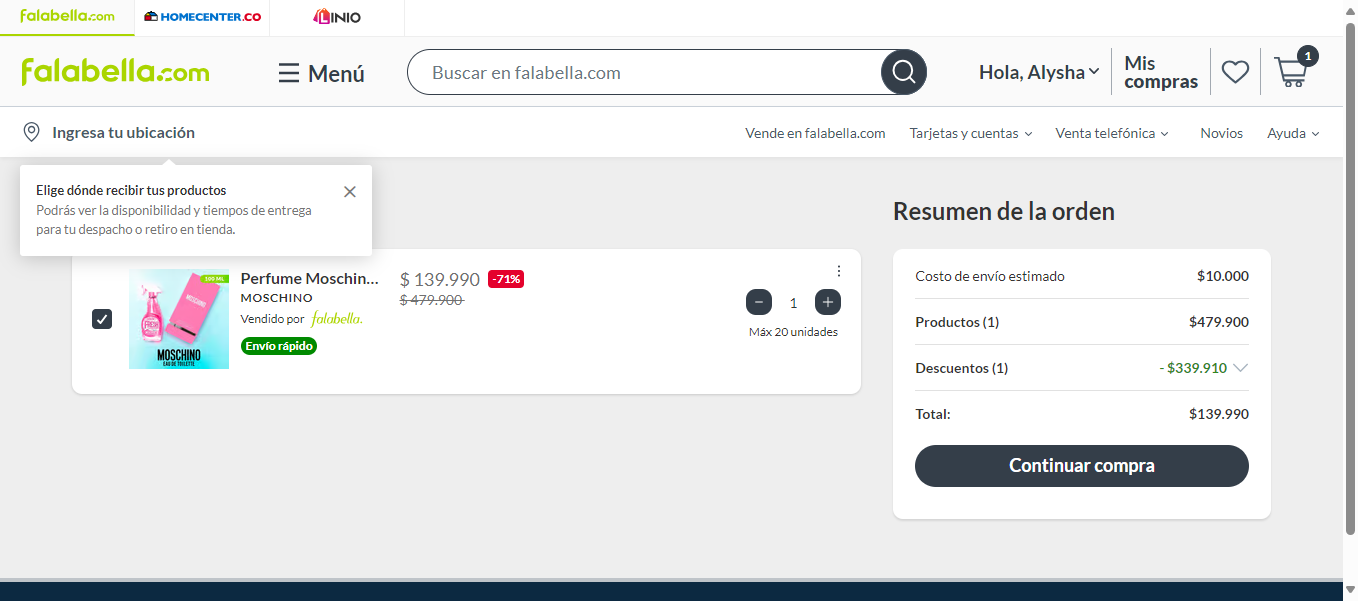 falabella.com
HOMECENTER.CO
LINIO
falabella.com
Menú
Buscar en falabella.com
Hola, Alysha
Mis
compras
1
Ingresa tu ubicación
Vende en falabella.com
Tarjetas y cuentas
Venta telefónica
Novios
Ayuda
Elige dónde recibir tus productos
Podrás ver la disponibilidad y tiempos de entrega
para tu despacho o retiro en tienda.
100 ML
MOSCHINO
MOSCHINO
EAU DE TOILETTE
Perfume Moschin...
MOSCHINO
Vendido por falabella.
Envío rápido
$ 139.990 -71%
$ 479.900
1
Máx 20 unidades
Resumen de la orden
Costo de envío estimado $10.000
Productos (1) $479.900
Descuentos (1) - $339.910
Total: $139.990
Continuar compra